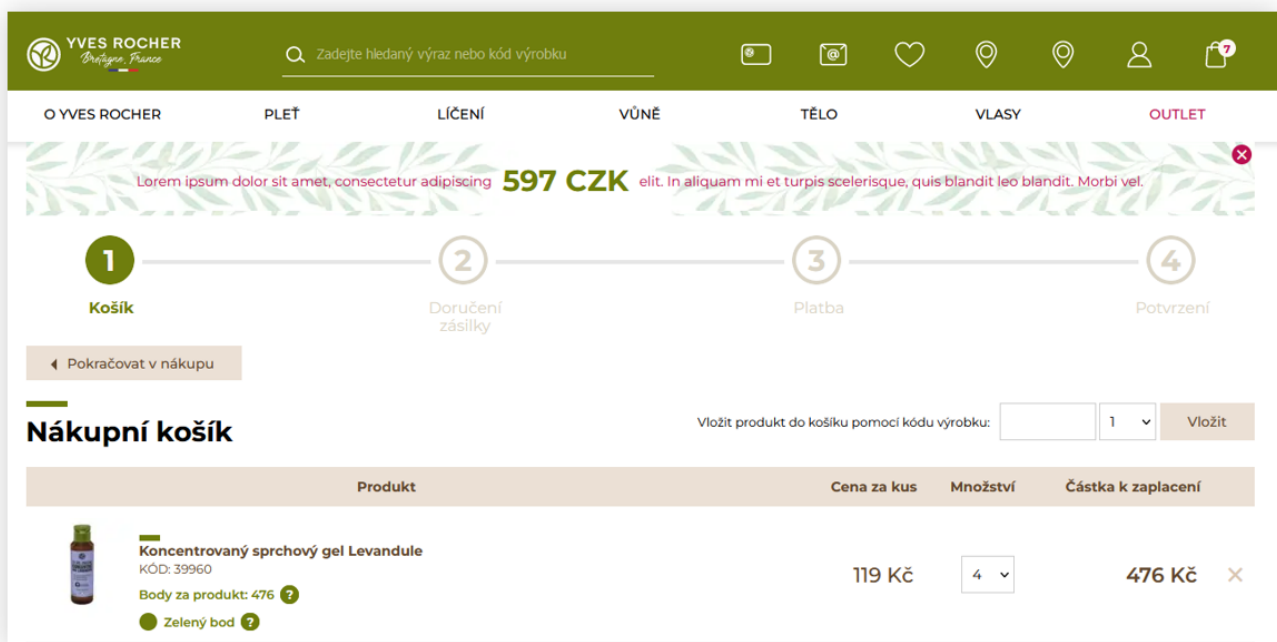 YVES ROCHER
Bretagne, France
Zadejte hledaný výraz nebo kód výrobku
7
O YVES ROCHER PLEŤ LÍČENÍ VŮNĚ TĚLO VLASY OUTLET
Lorem ipsum dolor sit amet, consectetur adipiscing 597 CZK elit. In aliquam mi et turpis scelerisque, quis blandit leo blandit. Morbi vel.
1 2 3 4
Košík Doručení zásilky Platba Potvrzení
Pokračovat v nákupu
Nákupní košík
Vložit produkt do košíku pomocí kódu výrobku: 1 Vložit
Produkt Cena za kus Množství Částka k zaplacení
Koncentrovaný sprchový gel Levandule
KÓD: 39960
119 Kč 4 476 Kč
Body za produkt: 476 ?
Zelený bod ?